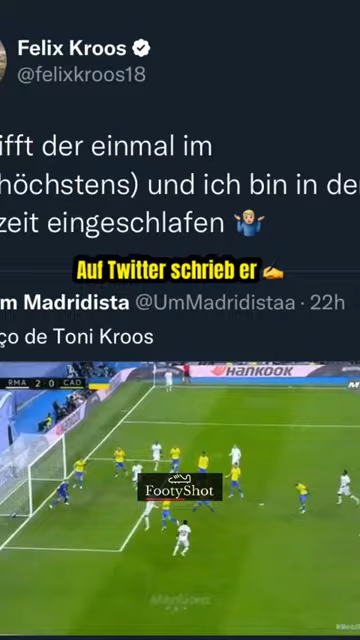 Felix Kroos
@felixkroos18
ifft der einmal im
höchstens) und ich bin in de
zeit eingeschlafen 🤷🏼‍♂️
Auf Twitter schrieb er ✍️
m Madridista @UmMadridistaa · 22h
ço de Toni Kroos
RMA 2-0 CAD
HANKOOK
FootyShot